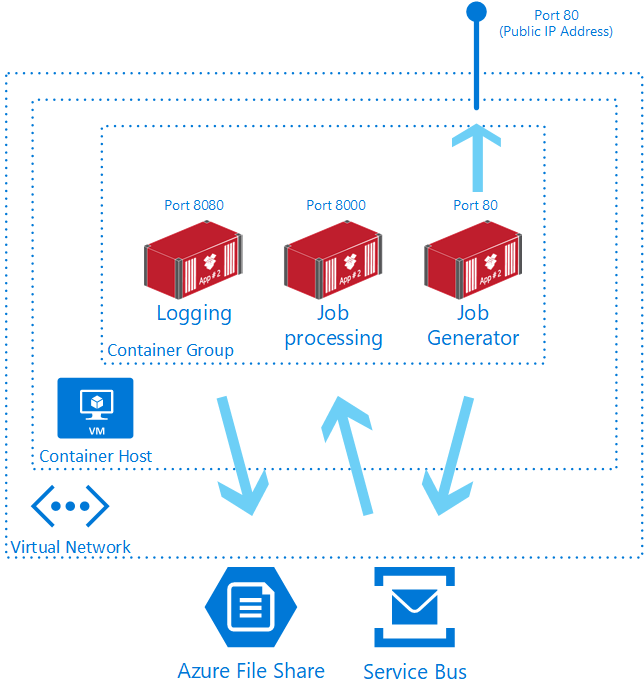 Port 80
(Public IP Address)
Port 8080
Port 8000
Port 80
App # 2
App # 2
App # 2
Logging
Job
processing
Job
Generator
Container Group
VM
Container Host
Virtual Network
Azure File Share
Service Bus